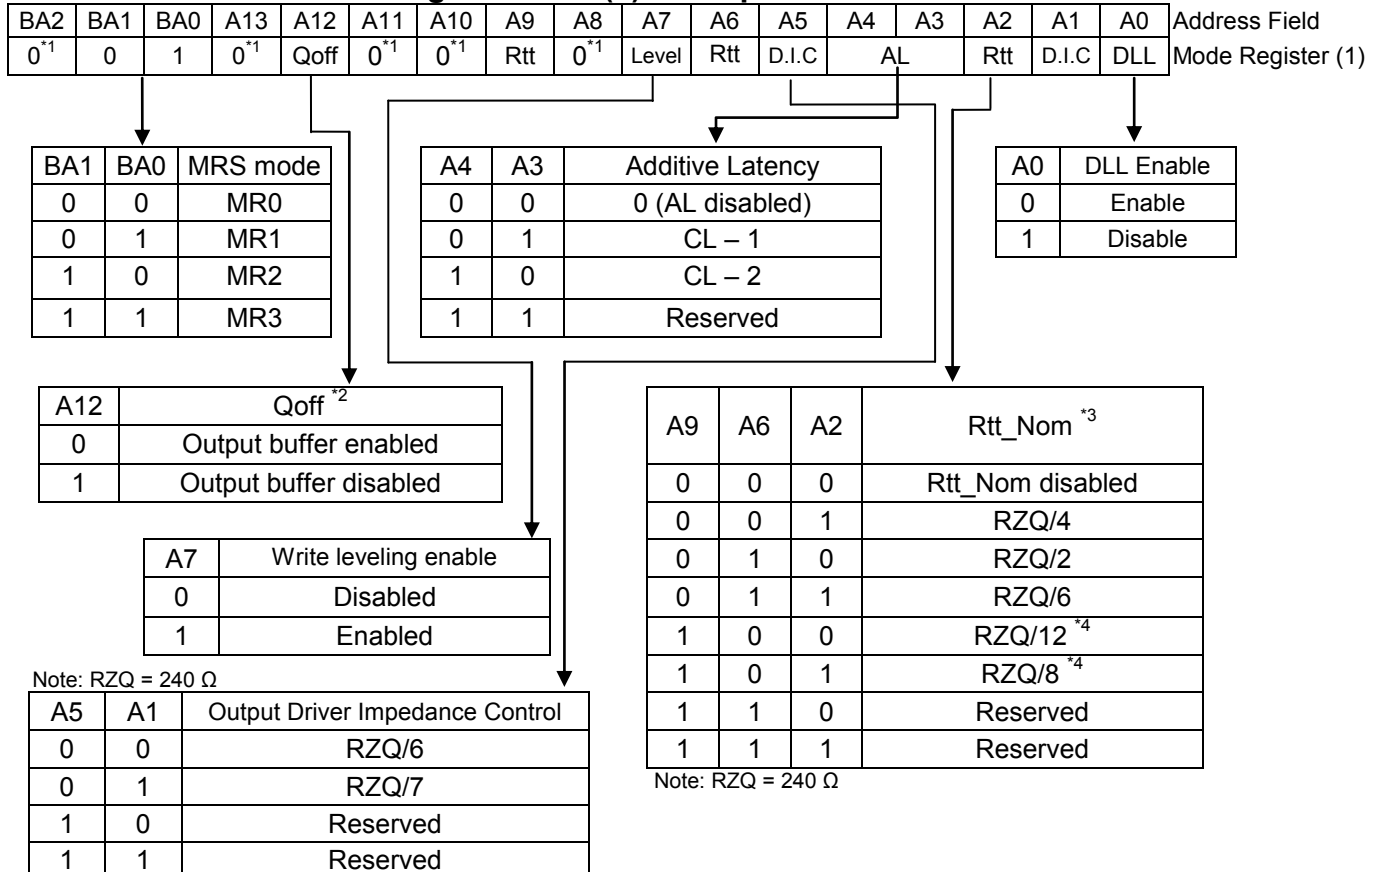 BA2 BA1 BA0 A13 A12 A11 A10 A9 A8 A7 A6 A5 A4 A3 A2 A1 A0 Address Field
0*1 0 1 0*1 Qoff 0*1 0*1 Rtt 0*1 Level Rtt D.I.C AL Rtt D.I.C DLL Mode Register (1)
BA1 BA0 MRS mode
0 0 MR0
0 1 MR1
1 0 MR2
1 1 MR3
A4 A3 Additive Latency
0 0 0 (AL disabled)
0 1 CL – 1
1 0 CL – 2
1 1 Reserved
A0 DLL Enable
0 Enable
1 Disable
A12 Qoff *2
0 Output buffer enabled
1 Output buffer disabled
A7 Write leveling enable
0 Disabled
1 Enabled
A9 A6 A2 Rtt_Nom *3
0 0 0 Rtt_Nom disabled
0 0 1 RZQ/4
0 1 0 RZQ/2
0 1 1 RZQ/6
1 0 0 RZQ/12 *4
1 0 1 RZQ/8 *4
1 1 0 Reserved
1 1 1 Reserved
Note: RZQ = 240 Ω
Note: RZQ = 240 Ω
A5 A1 Output Driver Impedance Control
0 0 RZQ/6
0 1 RZQ/7
1 0 Reserved
1 1 Reserved